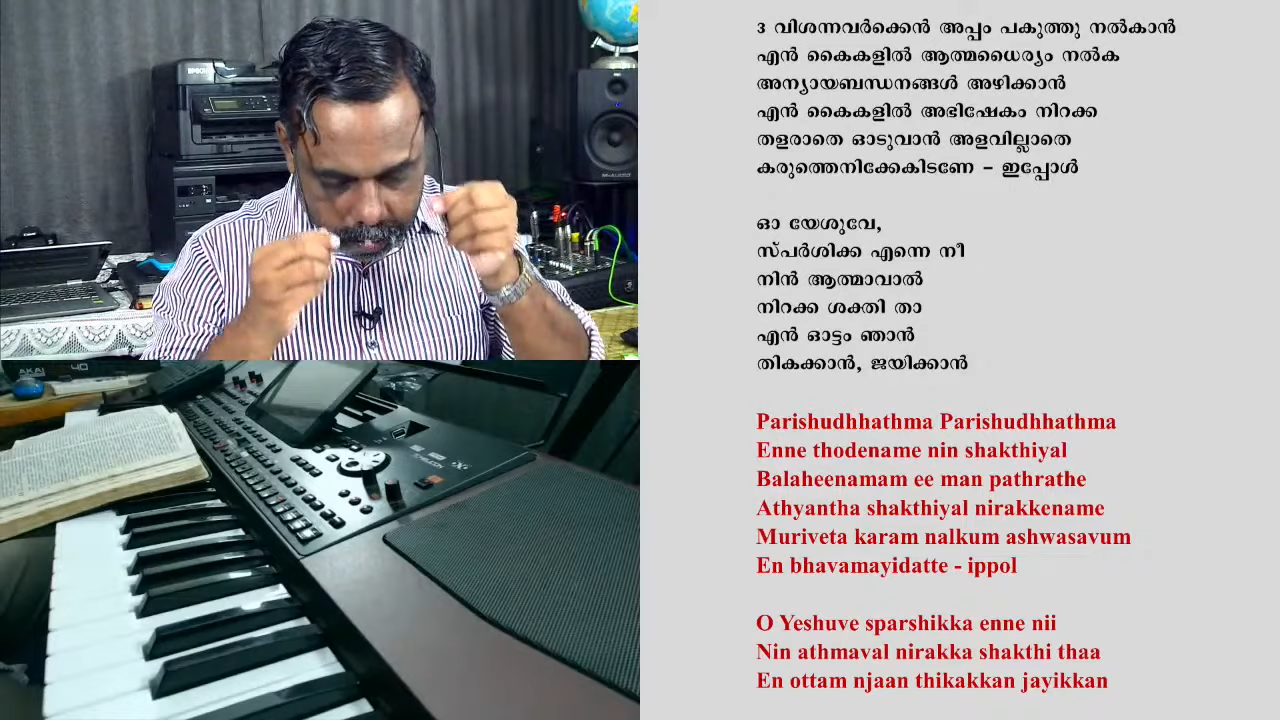 3 വിശന്നവർക്കെൻ അപ്പം പകുത്തു നൽകാൻ
എൻ കൈകളിൽ ആത്മധൈര്യം നൽക
അന്യായബന്ധനങ്ങൾ അഴിക്കാൻ
എൻ കൈകളിൽ അഭിഷേകം നിറക്ക
തളരാതെ ഓടുവാൻ അളവില്ലാതെ
കരുത്തെനിക്കേകിടണേ – ഇപ്പോൾ
ഓ യേശുവേ,
സ്പർശിക്ക എന്നെ നീ
നിൻ ആത്മാവാൽ
നിറക്ക ശക്തി താ
എൻ ഓട്ടം ഞാൻ
തികക്കാൻ, ജയിക്കാൻ
Parishudhhathma Parishudhhathma
Enne thodename nin shakthiyal
Balaheenamam ee man pathrathe
Athyantha shakthiyal nirakkename
Muriveta karam nalkum ashwasavum
En bhavamayidatte - ippol
O Yeshuve sparshikka enne nii
Nin athmaval nirakka shakthi thaa
En ottam njaan thikakkan jayikkan
EPSON
AKAI
40